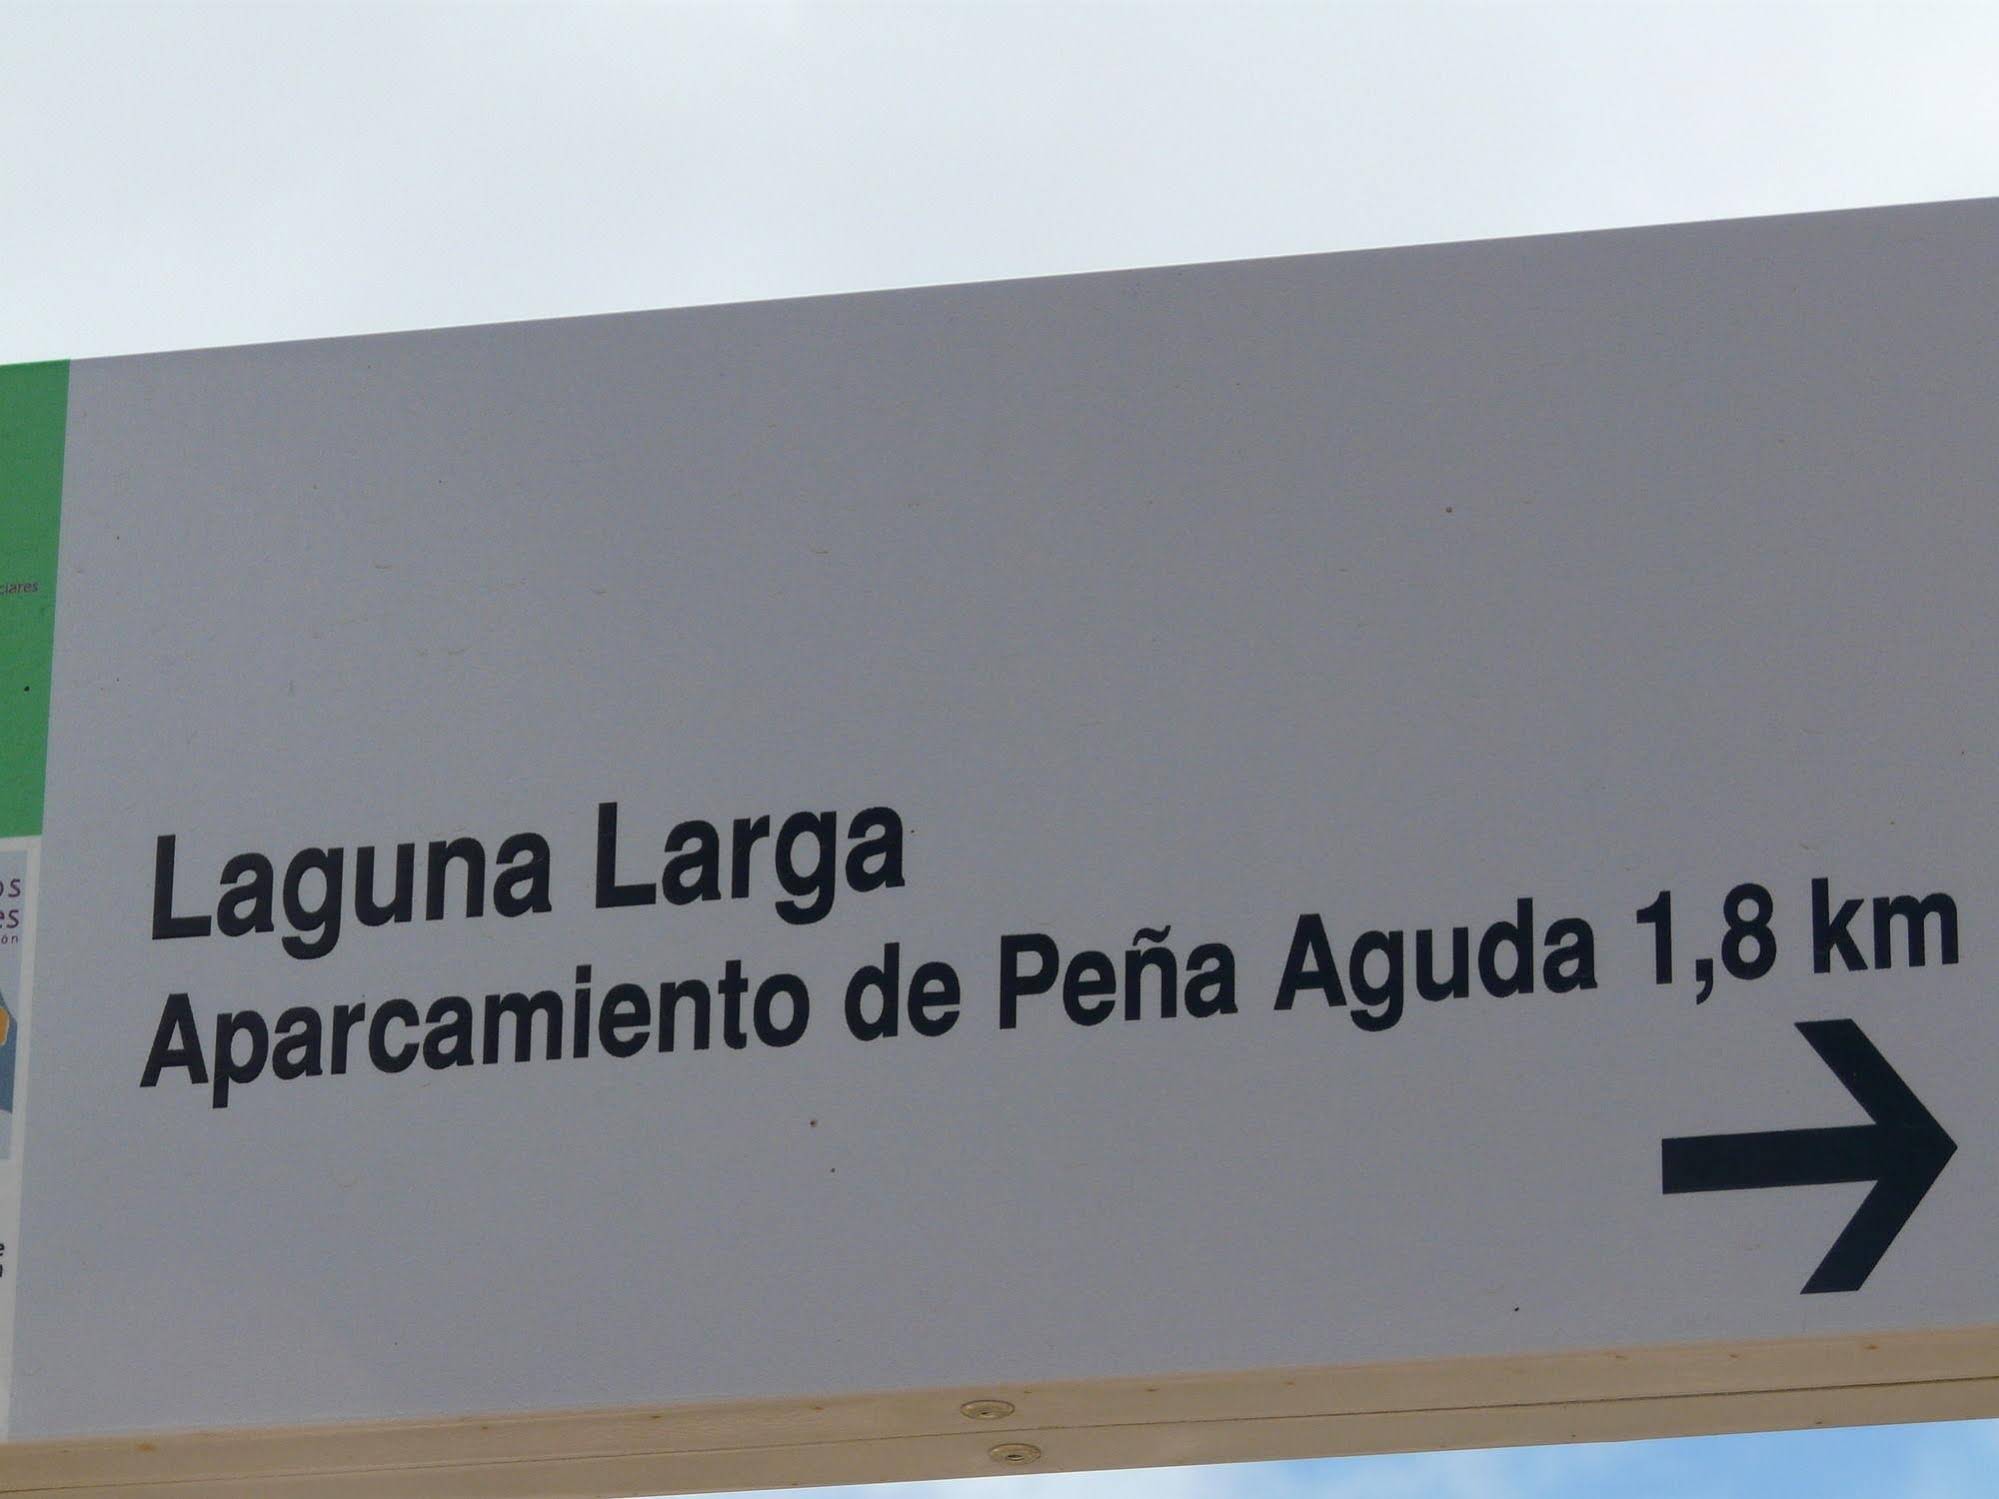 Laguna Larga
Aparcamiento de Peña Aguda 1,8 km